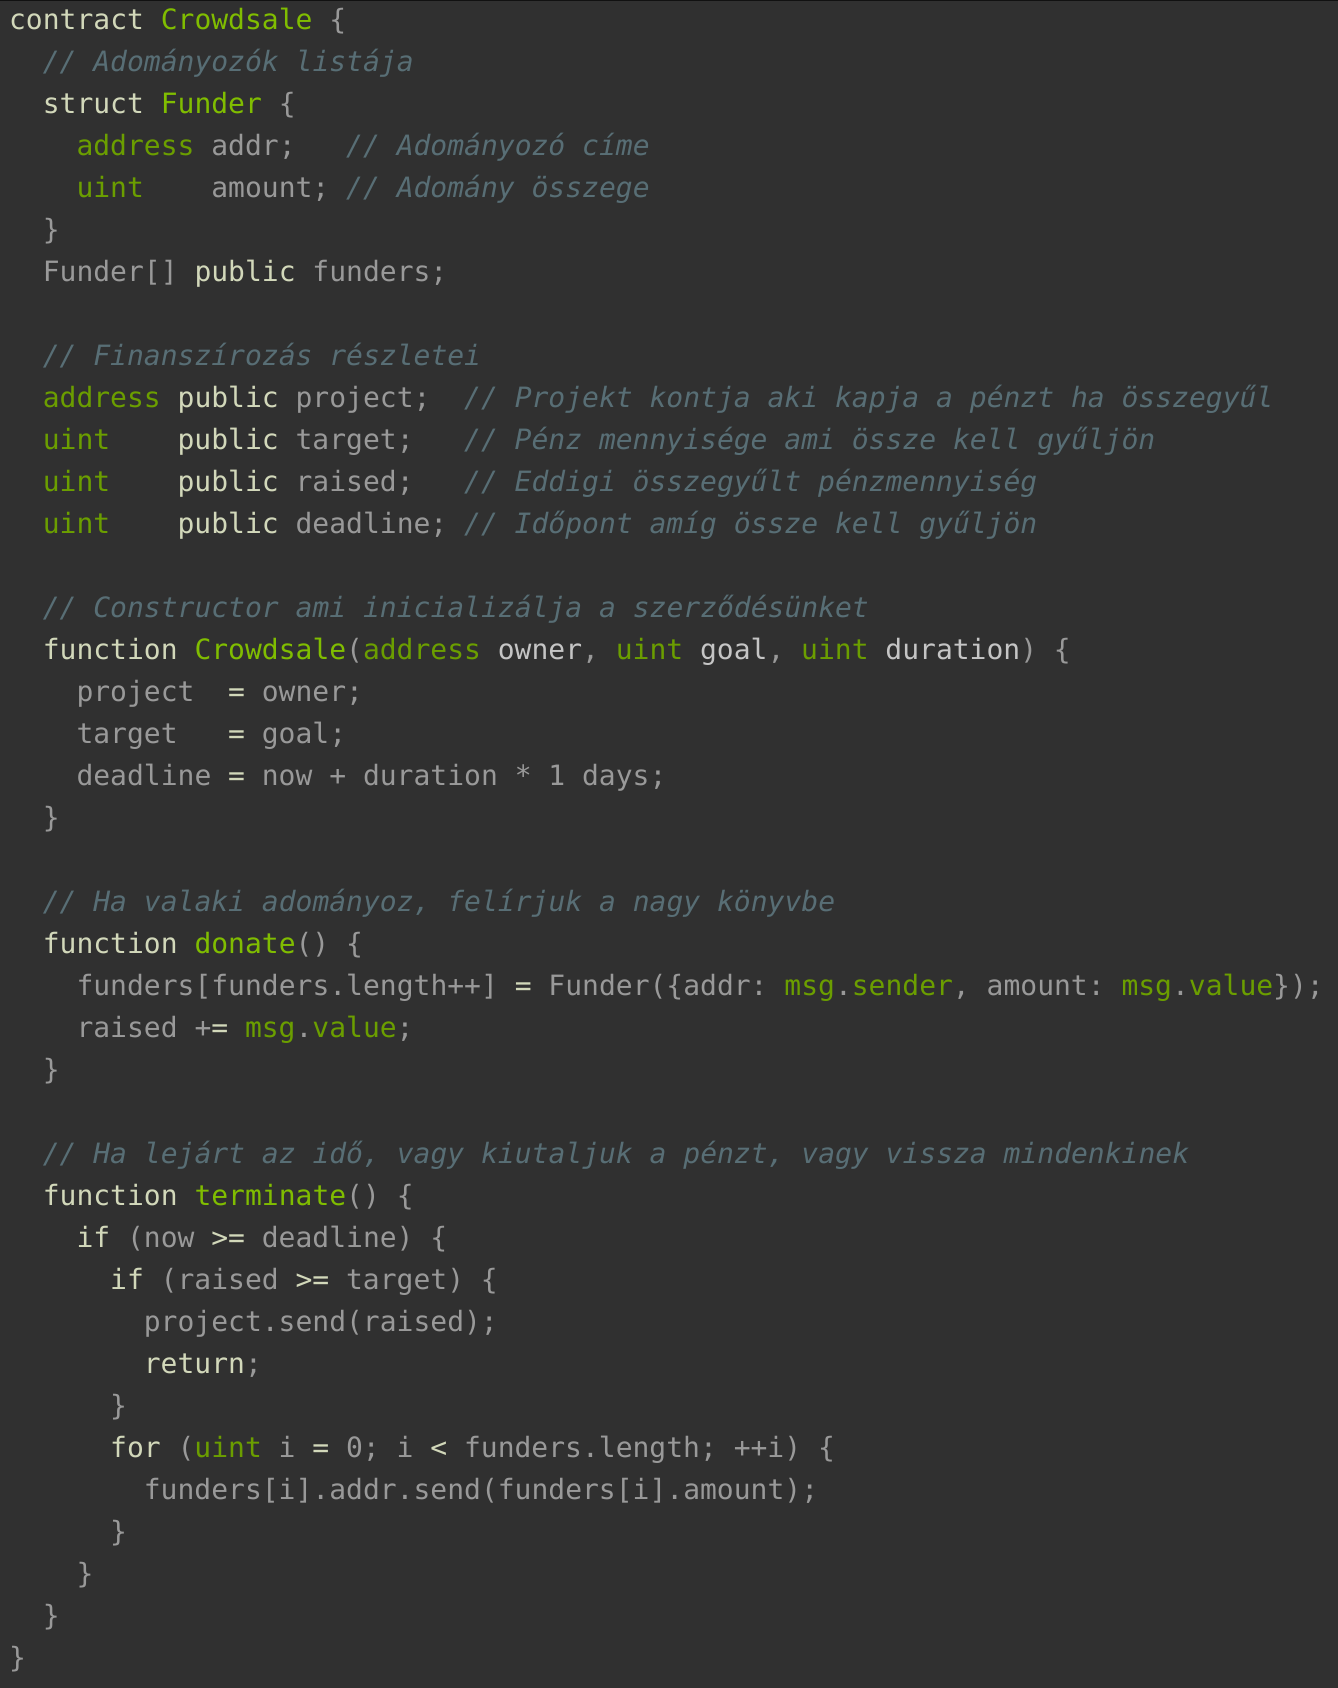 contract Crowdsale {
  // Adományozók listája
  struct Funder {
    address addr;   // Adományozó címe
    uint    amount; // Adomány összege
  }
  Funder[] public funders;

  // Finanszírozás részletei
  address public project;  // Projekt kontja aki kapja a pénzt ha összegyűl
  uint    public target;   // Pénz mennyisége ami össze kell gyűljön
  uint    public raised;   // Eddigi összegyűlt pénzmennyiség
  uint    public deadline; // Időpont amíg össze kell gyűljön

  // Constructor ami inicializálja a szerződésünket
  function Crowdsale(address owner, uint goal, uint duration) {
    project  = owner;
    target   = goal;
    deadline = now + duration * 1 days;
  }

  // Ha valaki adományoz, felírjuk a nagy könyvbe
  function donate() {
    funders[funders.length++] = Funder({addr: msg.sender, amount: msg.value});
    raised += msg.value;
  }

  // Ha lejárt az idő, vagy kiutaljuk a pénzt, vagy vissza mindenkinek
  function terminate() {
    if (now >= deadline) {
      if (raised >= target) {
        project.send(raised);
        return;
      }
      for (uint i = 0; i < funders.length; ++i) {
        funders[i].addr.send(funders[i].amount);
      }
    }
  }
}